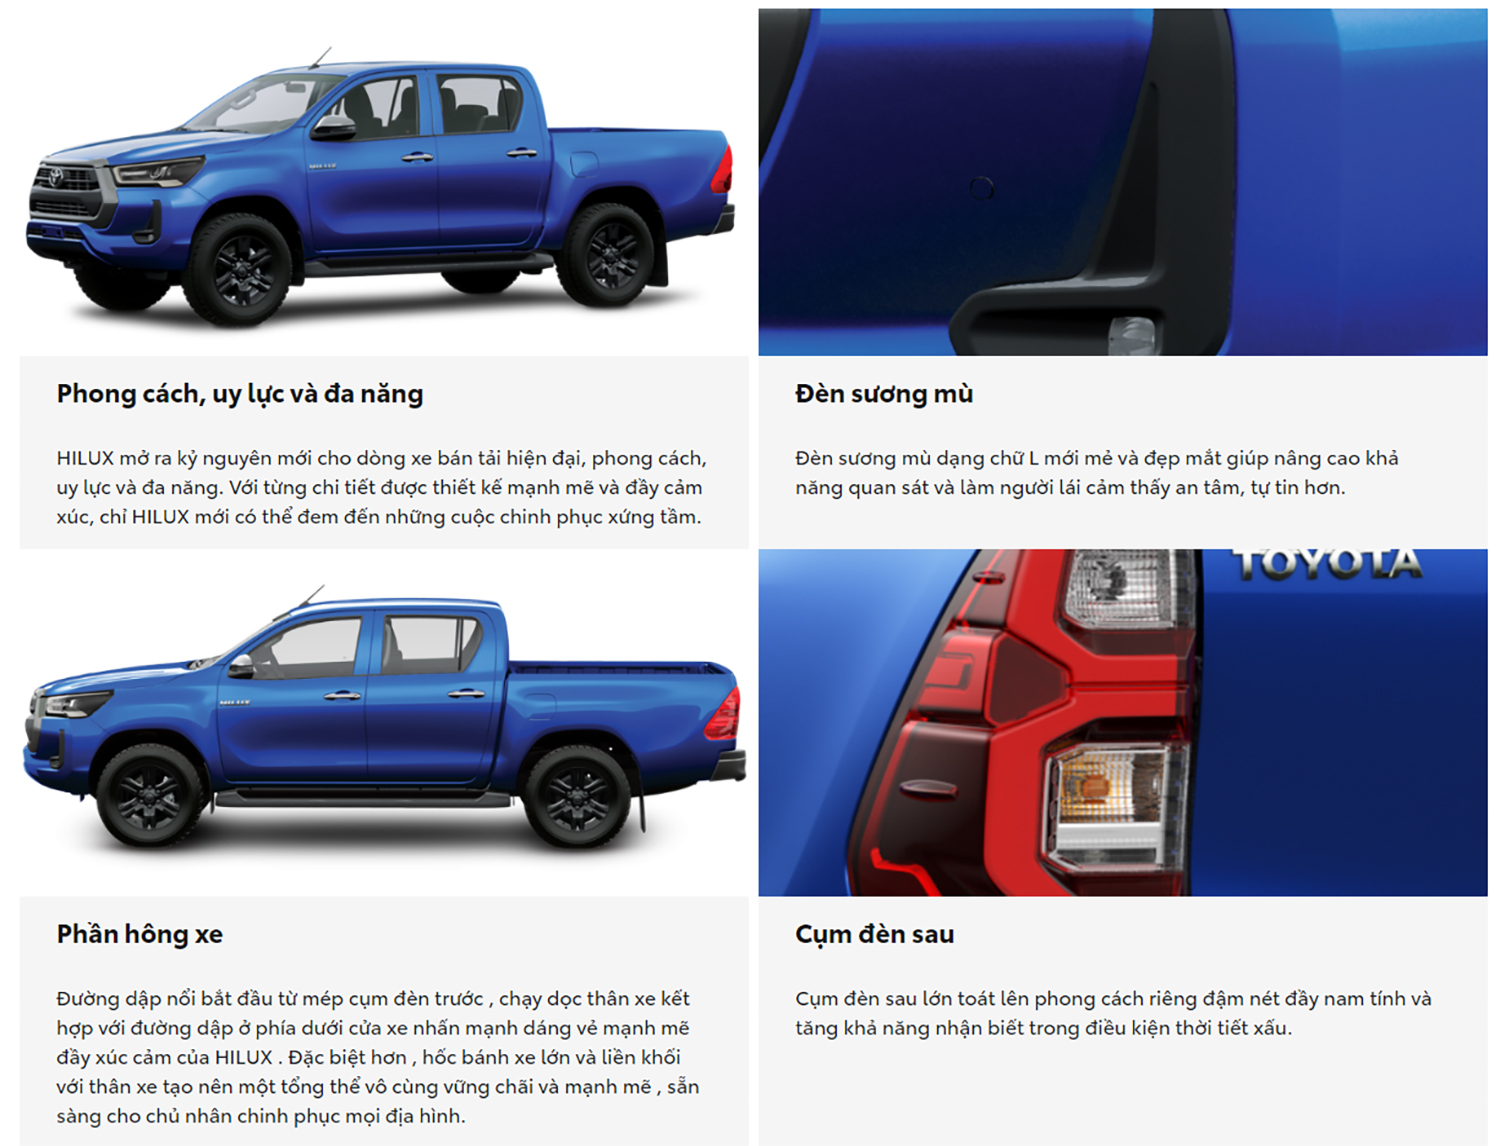 HILUX
Phong cách, uy lực và đa năng
HILUX mở ra kỷ nguyên mới cho dòng xe bán tải hiện đại, phong cách,
uy lực và đa năng. Với từng chi tiết được thiết kế mạnh mẽ và đầy cảm
xúc, chỉ HILUX mới có thể đem đến những cuộc chinh phục xứng tầm.
Đèn sương mù
Đèn sương mù dạng chữ L mới mẻ và đẹp mắt giúp nâng cao khả
năng quan sát và làm người lái cảm thấy an tâm, tự tin hơn.
HILUX
Phần hông xe
Đường dập nổi bắt đầu từ mép cụm đèn trước , chạy dọc thân xe kết
hợp với đường dập ở phía dưới cửa xe nhấn mạnh dáng vẻ mạnh mẽ
đầy xúc cảm của HILUX . Đặc biệt hơn , hốc bánh xe lớn và liền khối
với thân xe tạo nên một tổng thể vô cùng vững chãi và mạnh mẽ , sẵn
sàng cho chủ nhân chinh phục mọi địa hình.
TOYOTA
Cụm đèn sau
Cụm đèn sau lớn toát lên phong cách riêng đậm nét đầy nam tính và
tăng khả năng nhận biết trong điều kiện thời tiết xấu.